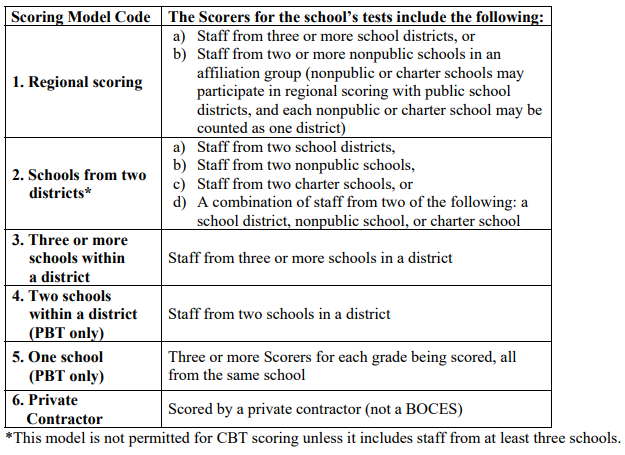 Scoring Model Code
The Scorers for the school’s tests include the following:
1. Regional scoring
a) Staff from three or more school districts, or
b) Staff from two or more nonpublic schools in an
affiliation group (nonpublic or charter schools may
participate in regional scoring with public school
districts, and each nonpublic or charter school may be
counted as one district)
2. Schools from two
districts*
a) Staff from two school districts,
b) Staff from two nonpublic schools,
c) Staff from two charter schools, or
d) A combination of staff from two of the following: a
school district, nonpublic school, or charter school
3. Three or more
schools within
a district
Staff from three or more schools in a district
4. Two schools
within a district
(PBT only)
Staff from two schools in a district
5. One school
(PBT only)
Three or more Scorers for each grade being scored, all
from the same school
6. Private
Contractor
Scored by a private contractor (not a BOCES)
*This model is not permitted for CBT scoring unless it includes staff from at least three schools.